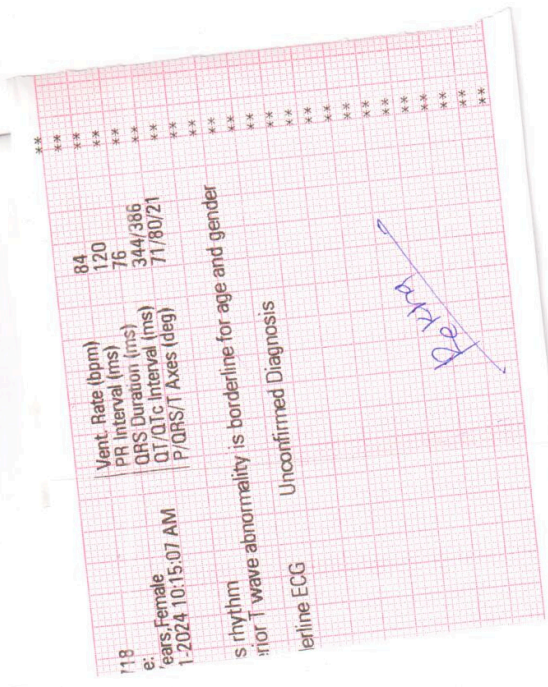 718
e:
ears,Female
1-2024 10:15:07 AM
Vent. Rate (bpm) 84
PR Interval (ms) 120
QRS Duration (ms) 76
QT/QTc Interval (ms) 344/386
P/QRS/T Axes (deg) 71/80/21
s rhythm
rior T wave abnormality is borderline for age and gender
erline ECG
Unconfirmed Diagnosis
** ** ** ** ** ** ** ** ** ** ** ** ** ** ** ** ** ** ** ** ** ** ** **
Rekha